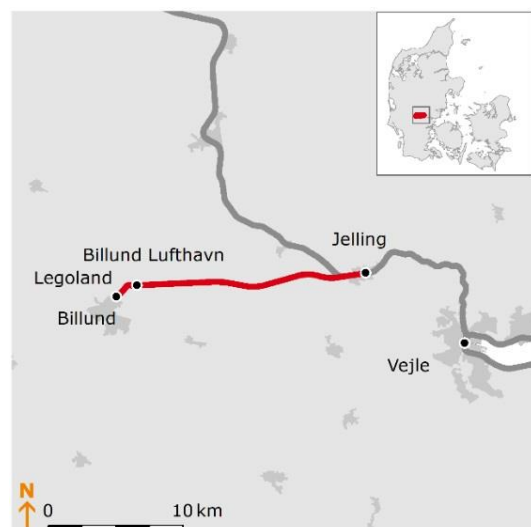 Jelling
Billund Lufthavn
Legoland
Billund
Vejle
N
0 10 km